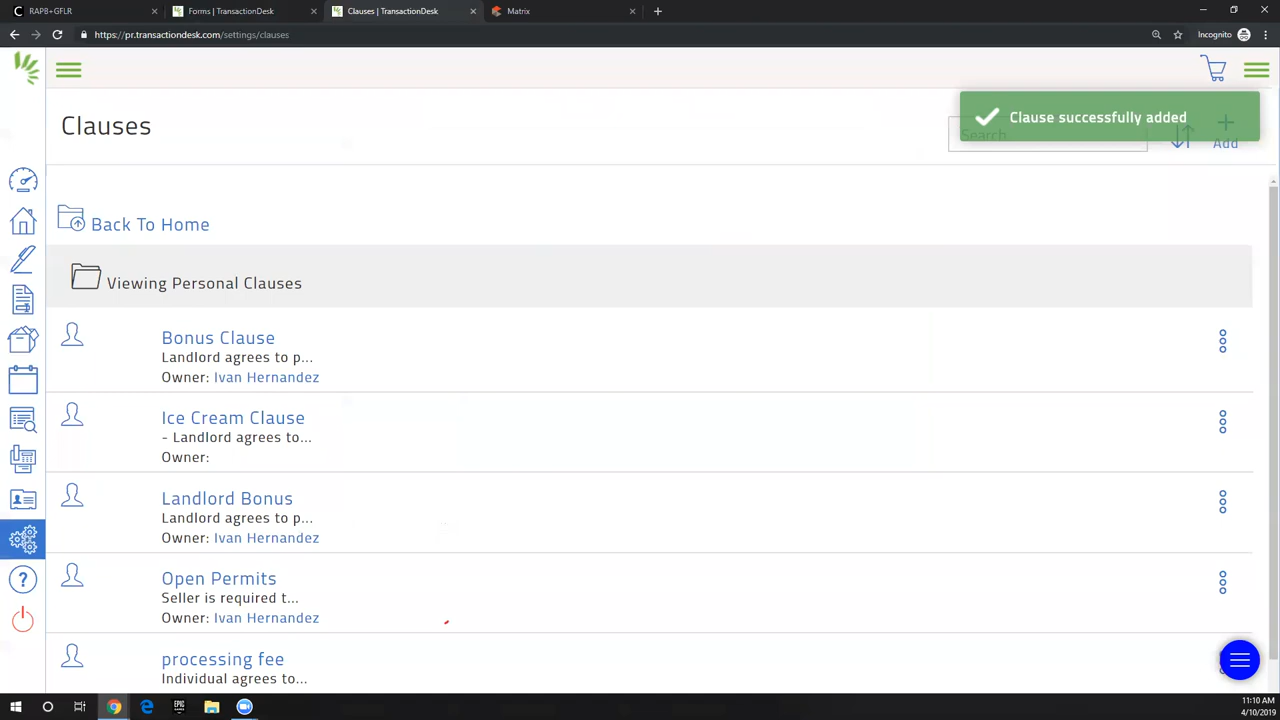 RAPB+GFLR
Forms | TransactionDesk
Clauses | TransactionDesk
Matrix
https://pr.transactiondesk.com/settings/clauses
Incognito
Clauses
Clause successfully added
Search
Add
Back To Home
Viewing Personal Clauses
Bonus Clause
Landlord agrees to p...
Owner: Ivan Hernandez
Ice Cream Clause
- Landlord agrees to...
Owner:
Landlord Bonus
Landlord agrees to p...
Owner: Ivan Hernandez
Open Permits
Seller is required t...
Owner: Ivan Hernandez
processing fee
Individual agrees to...
EPIC
11:10 AM
4/10/2019